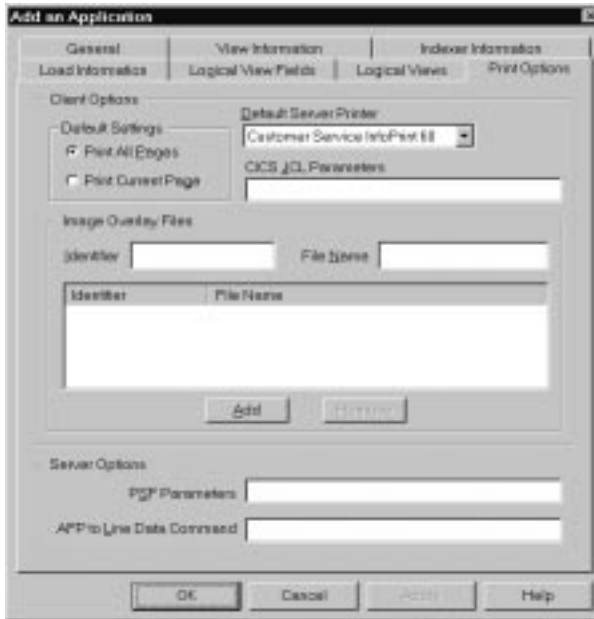 Add an Application
General View Information Indexer Information
Load Information Logical View Fields Logical Views Print Options
Client Options
Default Settings
Print All Pages
Print Current Page
Default Server Printer
Customer Service InfoPrint 60
CICS JCL Parameters
Image Overlay Files
Identifier File Name
Identifier File Name
Add Remove
Server Options
PSF Parameters
AFP to Line Data Command
OK Cancel Apply Help